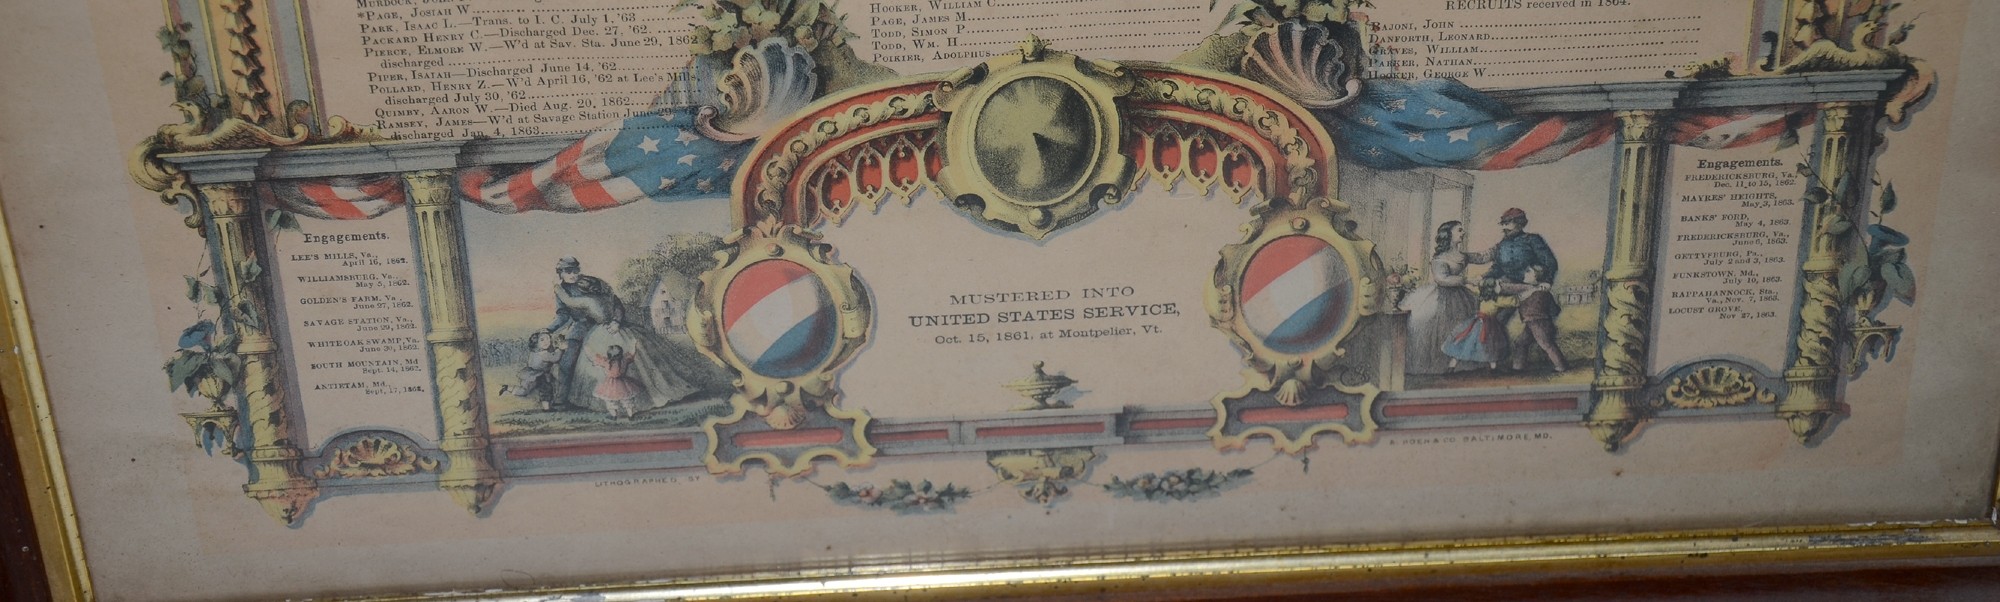 *PAGE, JOSIAH W
PARK, ISAAC L.—Trans. to I. C. July 1, '63
PACKARD HENRY C.—Discharged Dec. 27, '62.
PIERCE, ELMORE W.—W'd at Sav. Sta. June 29, 1862
discharged
PIPER, ISAIAH—Discharged June 14, '62
POLLARD, HENRY Z.—W'd April 16, '62 at Lee's Mills,
discharged July 30, '62.
QUIMBY, AARON W.—Died Aug. 20, 1862.
RAMSEY, JAMES—W'd at Savage Station June
discharged Jan. 4, 1863.
HOOKER, WILLIAM C.
PAGE, JAMES M.
TODD, SIMON P
TODD, WM. H.
POIRIER, ADOLPHUS.
RECRUITS received in 1864.
BAJONI, JOHN
DANFORTH, LEONARD
GRAVES, WILLIAM
PARKER, NATHAN
HOOKER, GEORGE W
Engagements.
LEE'S MILLS, Va.,
April 16, 1862.
WILLIAMSBURG, Va.,
May 5, 1862.
GOLDEN'S FARM, Va.,
June 27, 1862.
SAVAGE STATION, Va.,
June 29, 1862.
WHITE OAK SWAMP, Va.
June 30, 1862.
SOUTH MOUNTAIN, Md
Sept. 14, 1862.
ANTIETAM, Md.,
Sept. 17, 1862.
MUSTERED INTO
UNITED STATES SERVICE,
Oct. 15, 1861, at Montpelier, Vt.
Engagements.
FREDERICKSBURG, Va.,
Dec. 11 to 15, 1862.
MAYRES' HEIGHTS,
May 3, 1863.
BANKS' FORD,
May 4, 1863.
FREDERICKSBURG, Va.,
June 6, 1863.
GETTYSBURG, Pa.,
July 2 and 3, 1863.
FUNKSTOWN, Md.,
July 10, 1863.
RAPPAHANNOCK, Sta.,
Va., Nov. 7, 1863.
LOCUST GROVE,
Nov 27, 1863.
LITHOGRAPHED, BY
A. HOEN & CO. BALTIMORE, MD.